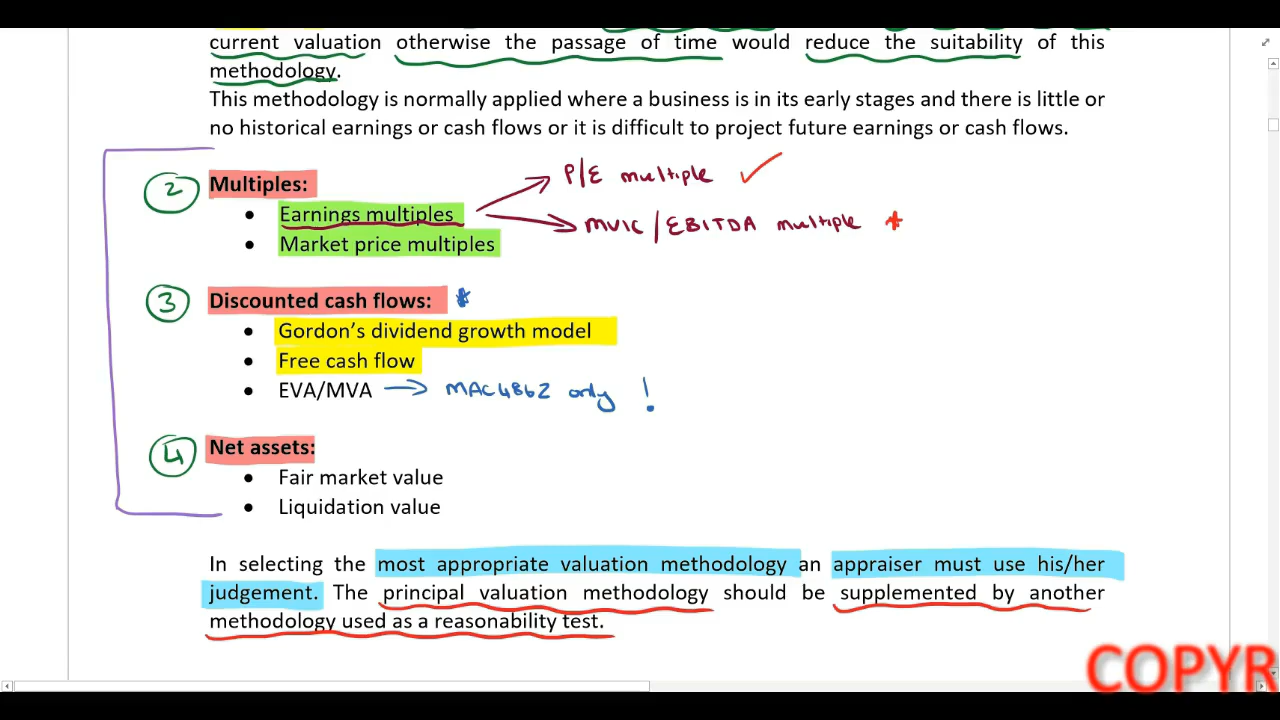 current valuation otherwise the passage of time would reduce the suitability of this
methodology.
This methodology is normally applied where a business is in its early stages and there is little or
no historical earnings or cash flows or it is difficult to project future earnings or cash flows.
2 Multiples:
P/E multiple
• Earnings multiples
MVIC/EBITDA multiple *
• Market price multiples
3 Discounted cash flows: *
• Gordon's dividend growth model
• Free cash flow
• EVA/MVA → MAC4862 only !
4 Net assets:
• Fair market value
• Liquidation value
In selecting the most appropriate valuation methodology an appraiser must use his/her
judgement. The principal valuation methodology should be supplemented by another
methodology used as a reasonability test.
COPYR